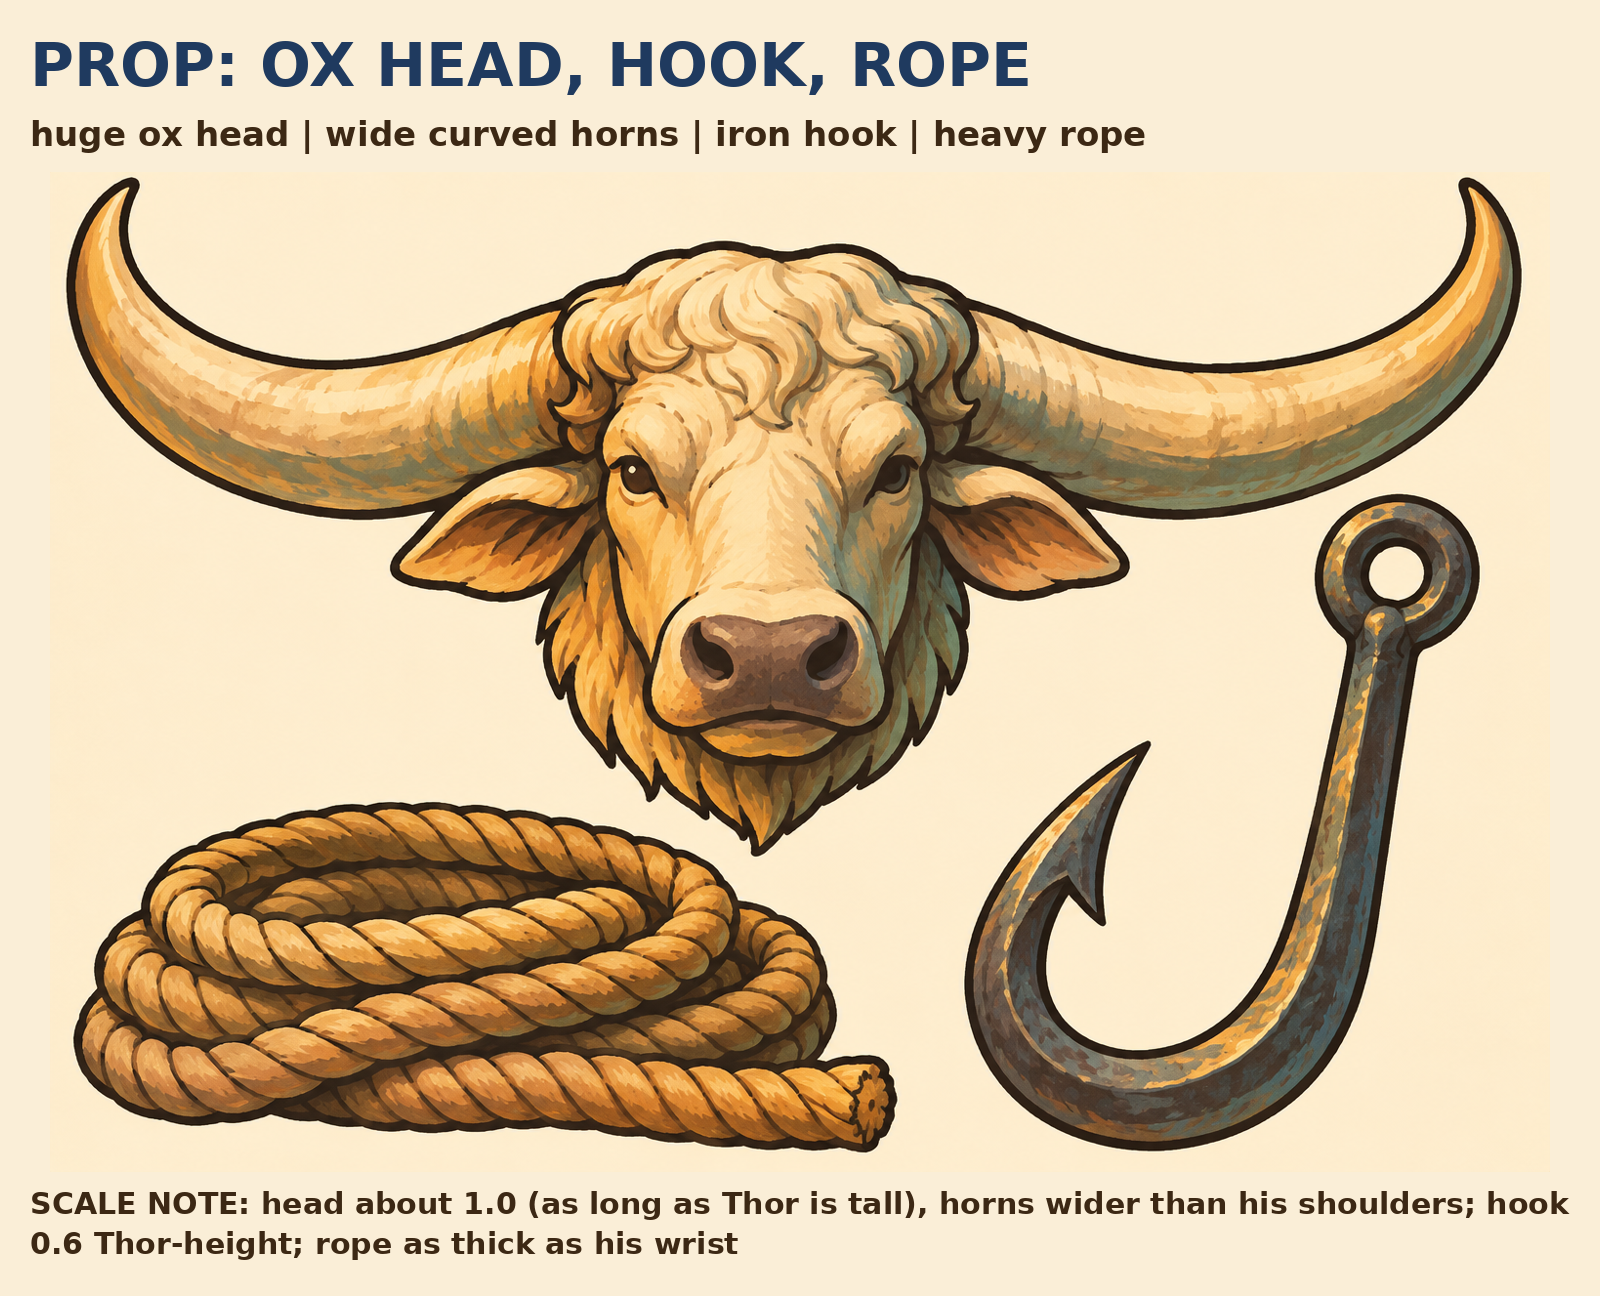 PROP: OX HEAD, HOOK, ROPE
huge ox head | wide curved horns | iron hook | heavy rope
SCALE NOTE: head about 1.0 (as long as Thor is tall), horns wider than his shoulders; hook
0.6 Thor-height; rope as thick as his wrist